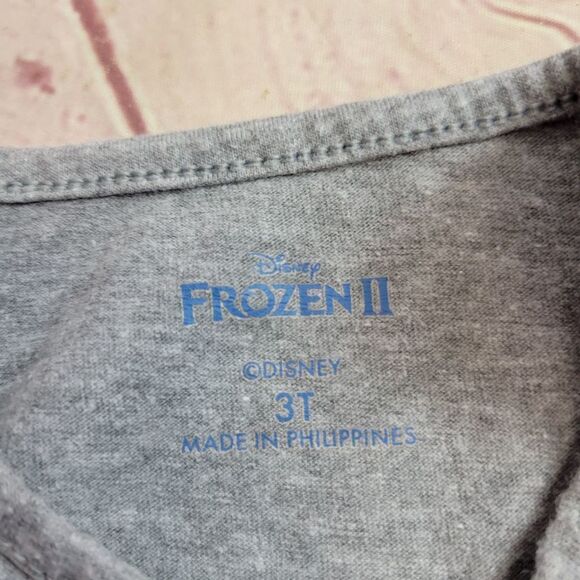 Disney
FROZEN II
©DISNEY
3T
MADE IN PHILIPPINES